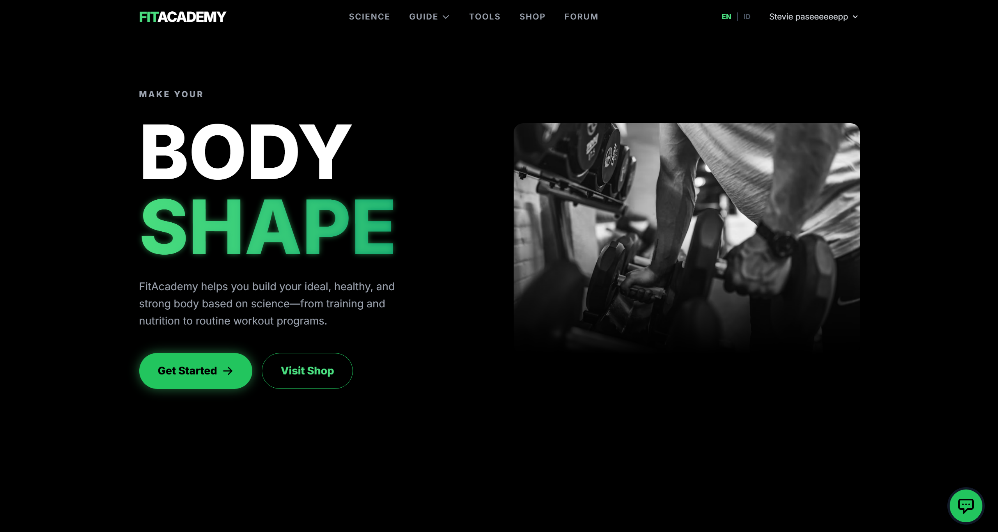 FITACADEMY
SCIENCE
GUIDE
TOOLS
SHOP
FORUM
EN | ID
Stevie paseeeeeepp
MAKE YOUR
BODY
SHAPE
FitAcademy helps you build your ideal, healthy, and
strong body based on science—from training and
nutrition to routine workout programs.
Get Started →
Visit Shop